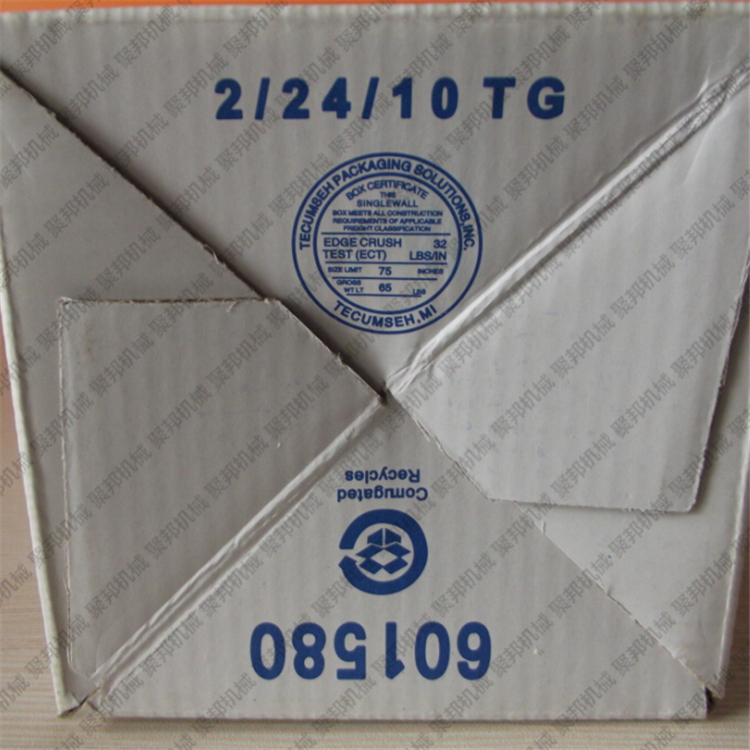 2/24/10 TG
TECUMSEH PACKAGING SOLUTIONS, INC.
BOX CERTIFICATE
THIS
SINGLEWALL
BOX MEETS ALL CONSTRUCTION
REQUIREMENTS OF APPLICABLE
FREIGHT CLASSIFICATION
EDGE CRUSH 32
TEST (ECT) LBS/IN
SIZE LIMIT 75 INCHES
GROSS
WT LT 65 LBS
TECUMSEH, MI
Corrugated
Recycles
601580
聚邦机械